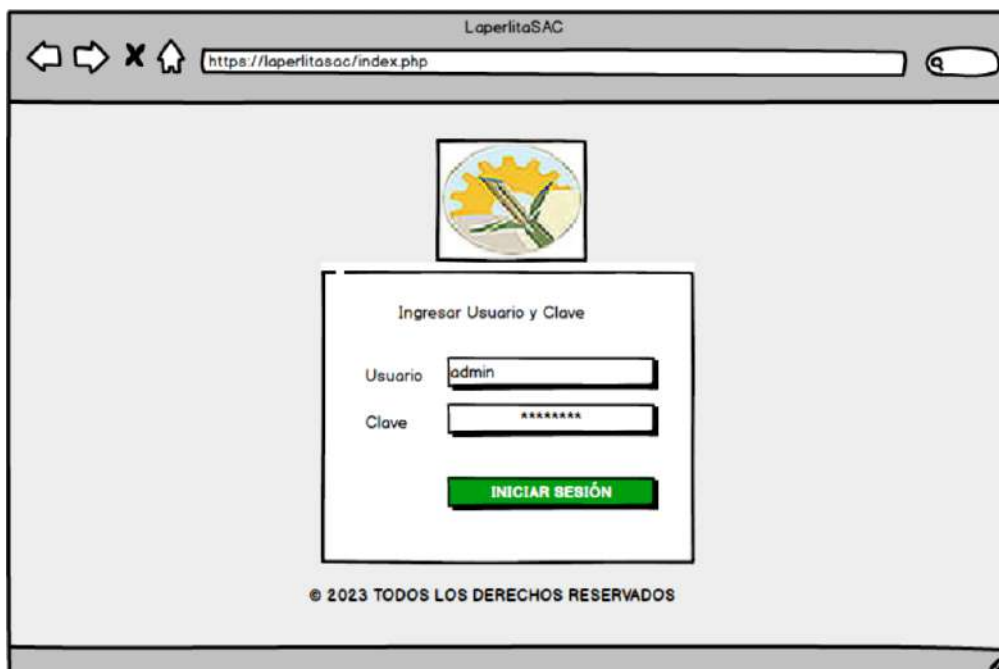 LaperlitaSAC
https://laperlitasac/index.php
Ingresar Usuario y Clave
Usuario admin
Clave ********
INICIAR SESIÓN
© 2023 TODOS LOS DERECHOS RESERVADOS